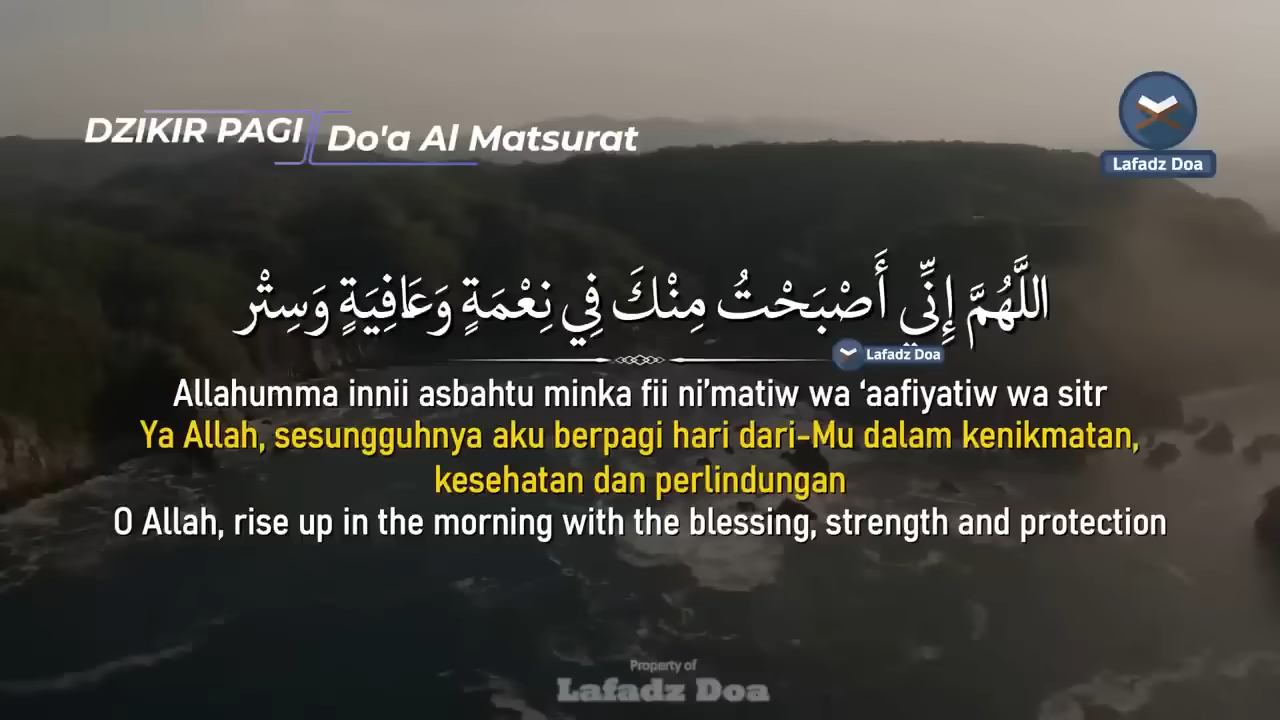 DZIKIR PAGI
Do'a Al Matsurat
Lafadz Doa
اللَّهُمَّ إِنِّي أَصْبَحْتُ مِنْكَ فِي نِعْمَةٍ وَعَافِيَةٍ وَسِتْر
Lafadz Doa
Allahumma innii asbahtu minka fii ni’matiw wa ‘aafiyatiw wa sitr
Ya Allah, sesungguhnya aku berpagi hari dari-Mu dalam kenikmatan,
kesehatan dan perlindungan
O Allah, rise up in the morning with the blessing, strength and protection
Property of
Lafadz Doa